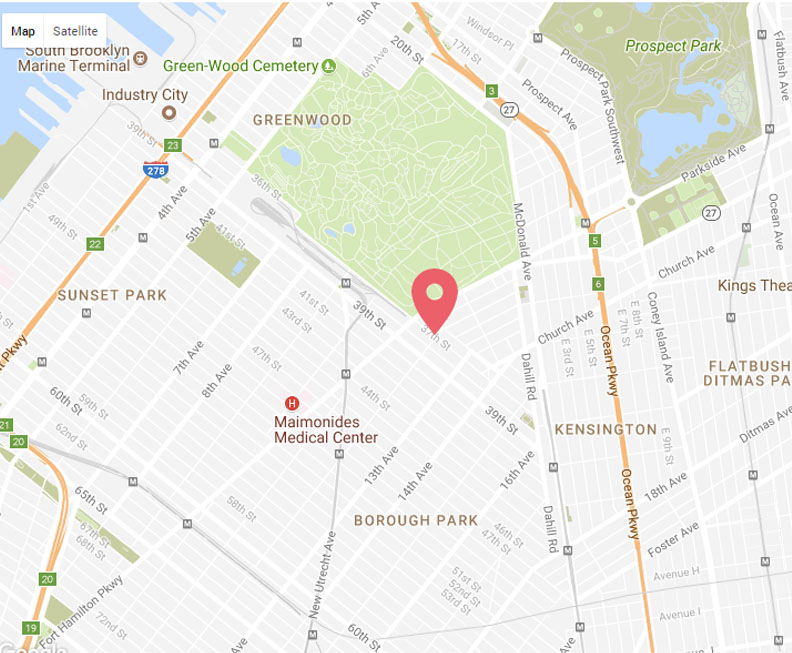 Map
Satellite
South Brooklyn
Marine Terminal
Green-Wood Cemetery
6th Ave
20th St
17th St
Windsor Pl
Prospect Park
Flatbush Ave
Industry City
GREENWOOD
3
27
Prospect Ave
Prospect Park Southwest
39th St
23
278
Parkside Ave
1st Ave
4th Ave
36th St
5th Ave
41st St
49th St
22
McDonald Ave
27
Ocean Ave
5
Church Ave
6
Kings Thea
SUNSET PARK
41st St
43rd St
39th St
37th St
Church Ave
E 8th St
E 7th St
E 5th St
E 3rd St
Coney Island Ave
Ocean Pkwy
7th Ave
8th Ave
47th St
44th St
Dahill Rd
FLATBUSH
DITMAS PA
Pkwy
60th St
59th St
62nd St
H
Maimonides
Medical Center
39th St
KENSINGTON
E 9th St
Ditmas Ave
21
20
13th Ave
14th Ave
16th Ave
18th Ave
Ocean Pkwy
65th St
58th St
BOROUGH PARK
67th St
68th St
46th St
47th St
Dahill Rd
Foster Ave
New Utrecht Ave
51st St
52nd St
53rd St
Avenue H
20
Fort Hamilton Pkwy
Avenue I
19
72nd St
60th St
Google